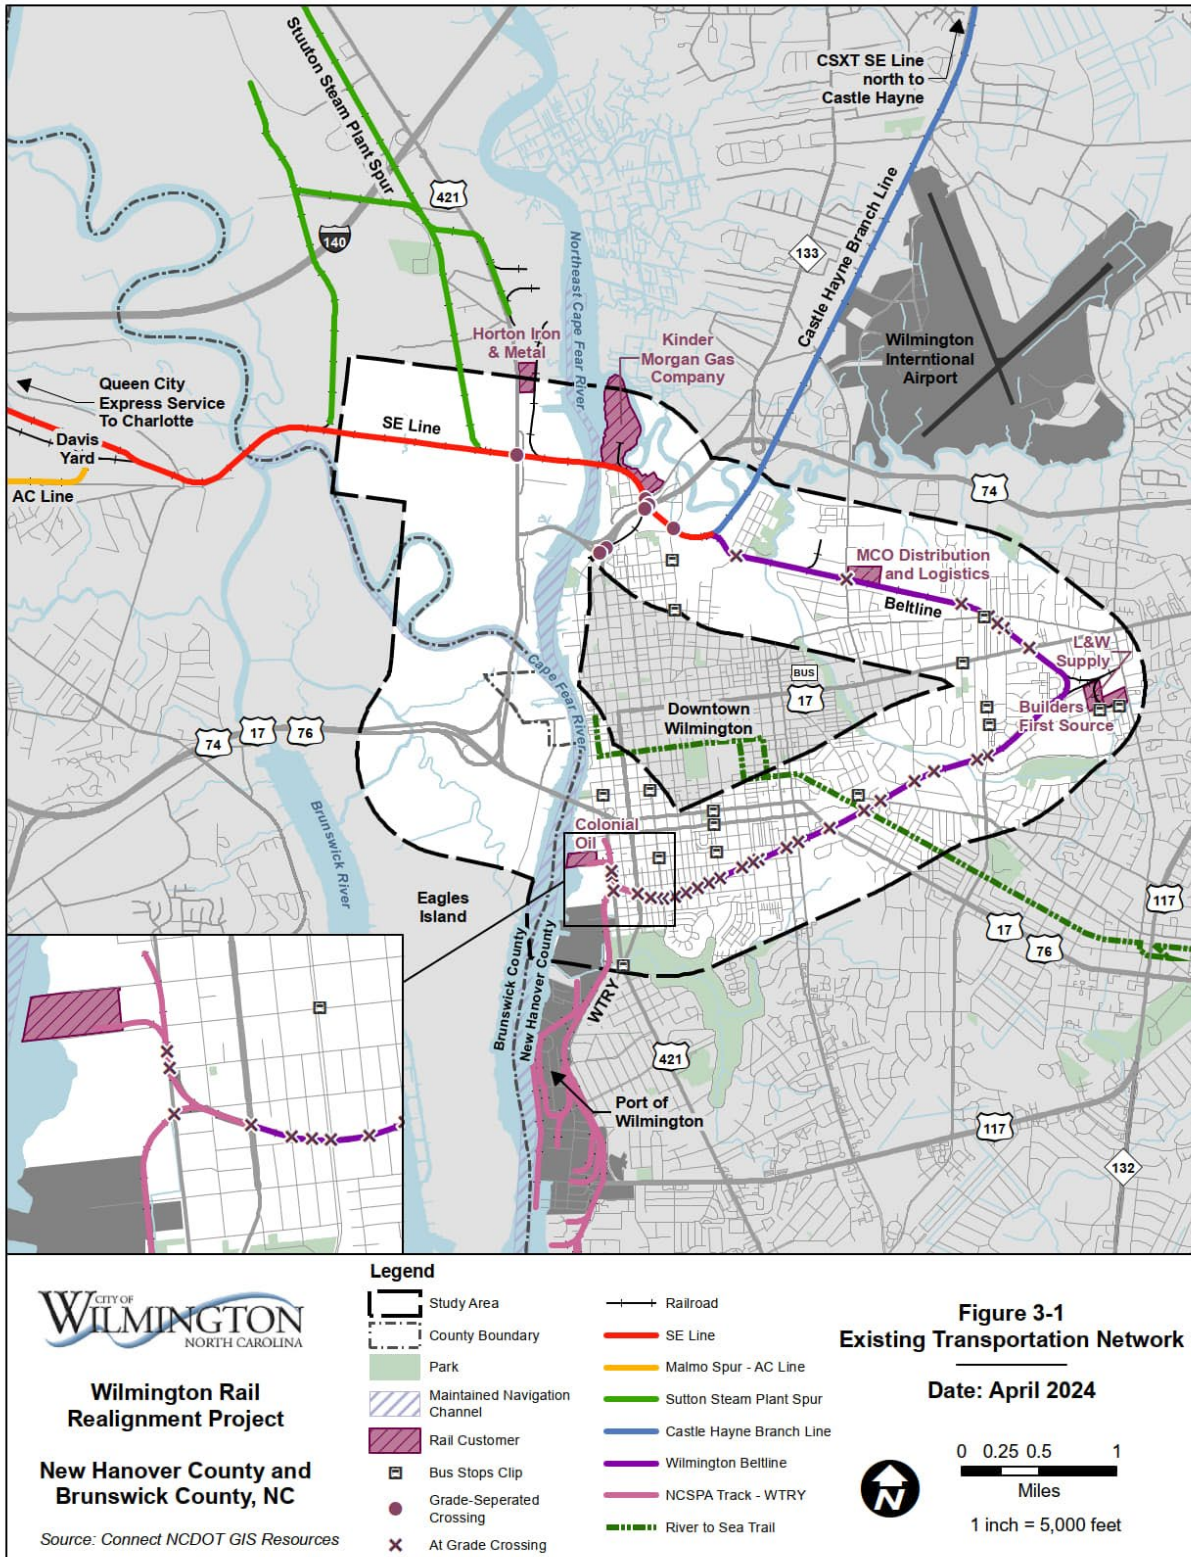 Stuuton Steam Plant Spur
CSXT SE Line
north to
Castle Hayne
421
140
133
Northeast Cape Fear River
Castle Hayne Branch Line
Horton Iron
& Metal
Kinder
Morgan Gas
Company
Wilmington
Interntional
Airport
Queen City
Express Service
To Charlotte
SE Line
Davis
Yard
AC Line
74
MCO Distribution
and Logistics
Beltline
L&W
Supply
Cape Fear River
BUS
17
Downtown
Wilmington
Builders
First Source
74
17
76
Brunswick River
Colonial
Oil
Eagles
Island
117
17
76
Brunswick County
New Hanover County
WTRY
421
Port of
Wilmington
117
132
CITY OF
WILMINGTON
NORTH CAROLINA
Wilmington Rail
Realignment Project
New Hanover County and
Brunswick County, NC
Source: Connect NCDOT GIS Resources
Legend
Study Area
County Boundary
Park
Maintained Navigation
Channel
Rail Customer
Bus Stops Clip
Grade-Seperated
Crossing
At Grade Crossing
Railroad
SE Line
Malmo Spur - AC Line
Sutton Steam Plant Spur
Castle Hayne Branch Line
Wilmington Beltline
NCSPA Track - WTRY
River to Sea Trail
Figure 3-1
Existing Transportation Network
Date: April 2024
0 0.25 0.5 1
Miles
N
1 inch = 5,000 feet